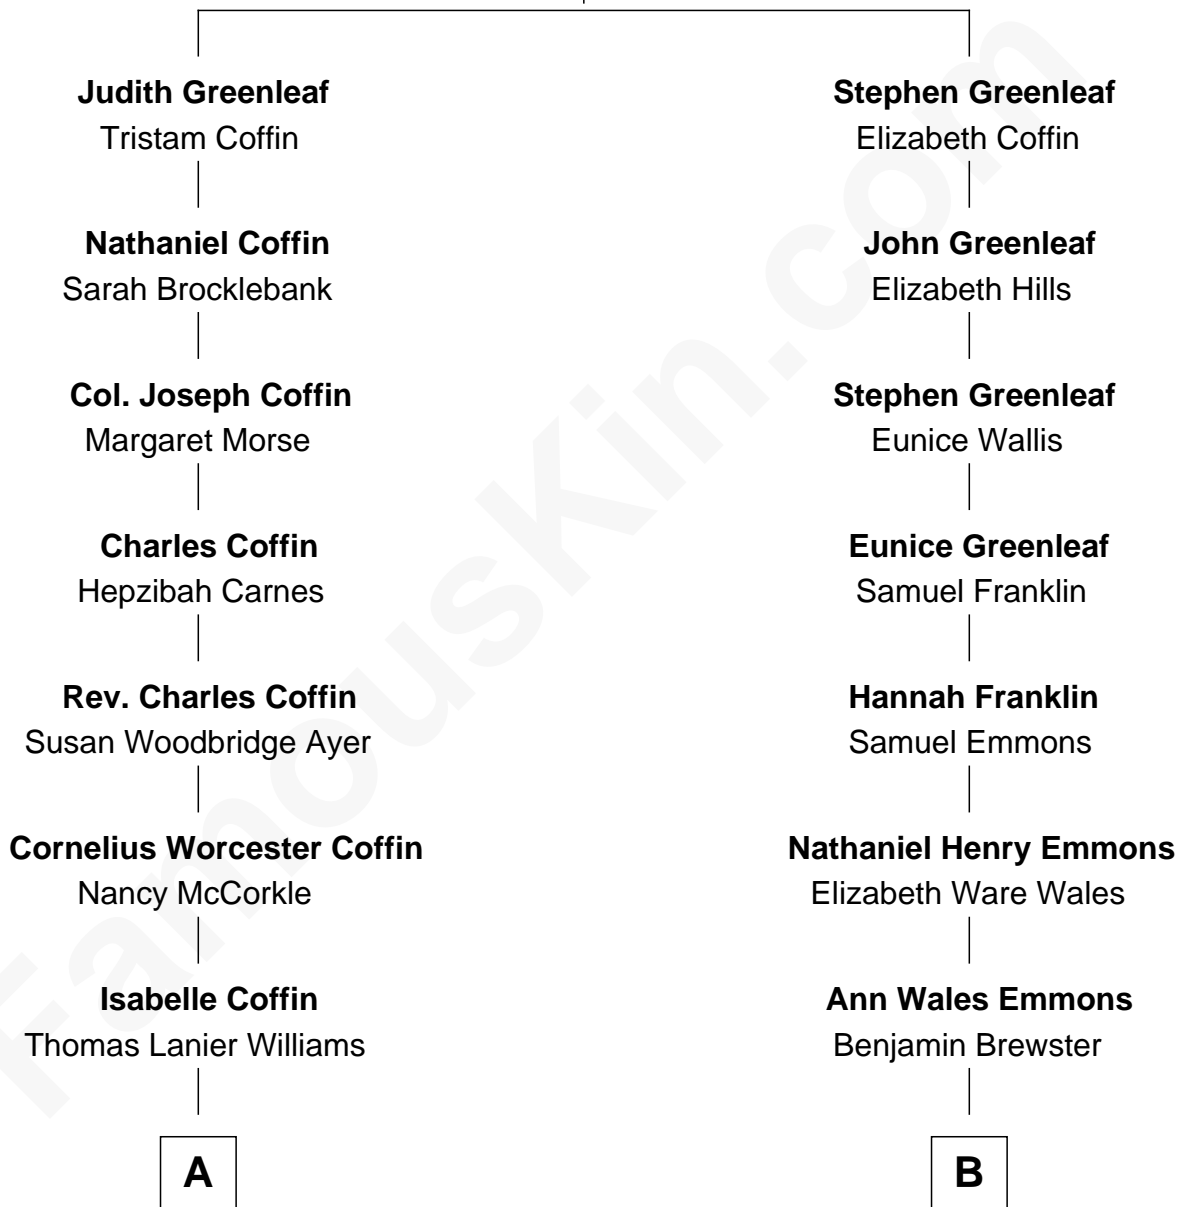 Judith Greenleaf
Tristam Coffin
Nathaniel Coffin
Sarah Brocklebank
Col. Joseph Coffin
Margaret Morse
Charles Coffin
Hepzibah Carnes
Rev. Charles Coffin
Susan Woodbridge Ayer
Cornelius Worcester Coffin
Nancy McCorkle
Isabelle Coffin
Thomas Lanier Williams
A
Stephen Greenleaf
Elizabeth Coffin
John Greenleaf
Elizabeth Hills
Stephen Greenleaf
Eunice Wallis
Eunice Greenleaf
Samuel Franklin
Hannah Franklin
Samuel Emmons
Nathaniel Henry Emmons
Elizabeth Ware Wales
Ann Wales Emmons
Benjamin Brewster
B
FamousKin.com